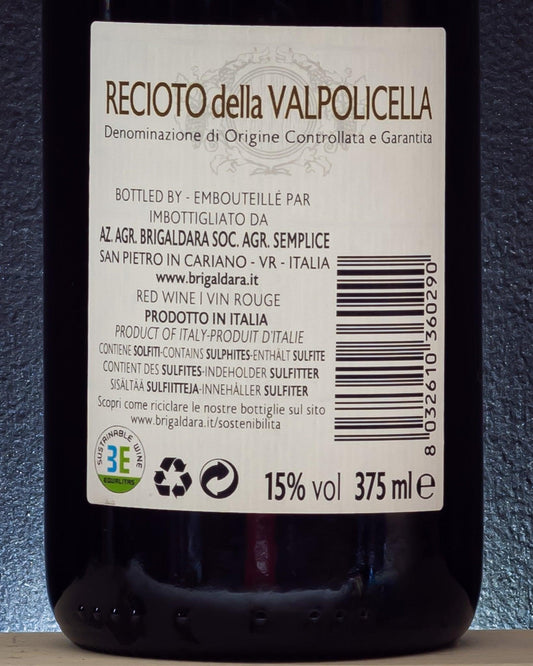 RECIOTO della VALPOLICELLA
Denominazione di Origine Controllata e Garantita
BOTTLED BY - EMBOUTEILLÉ PAR
IMBOTTIGLIATO DA
AZ. AGR. BRIGALDARA SOC. AGR. SEMPLICE
SAN PIETRO IN CARIANO - VR - ITALIA
www.brigaldara.it
RED WINE | VIN ROUGE
PRODOTTO IN ITALIA
PRODUCT OF ITALY-PRODUIT D'ITALIE
CONTIENE SOLFITI-CONTAINS SULPHITES-ENTHÄLT SULFITE
CONTIENT DES SULFITES-INDEHOLDER SULFITTER
SISÄLTÄÄ SULFIITTEJA-INNEHÅLLER SULFITER
Scopri come riciclare le nostre bottiglie sul sito
www.brigaldara.it/sostenibilita
SUSTAINABLE WINE
3E
EQUALITAS
15% vol 375 ml e
8 032610 360290